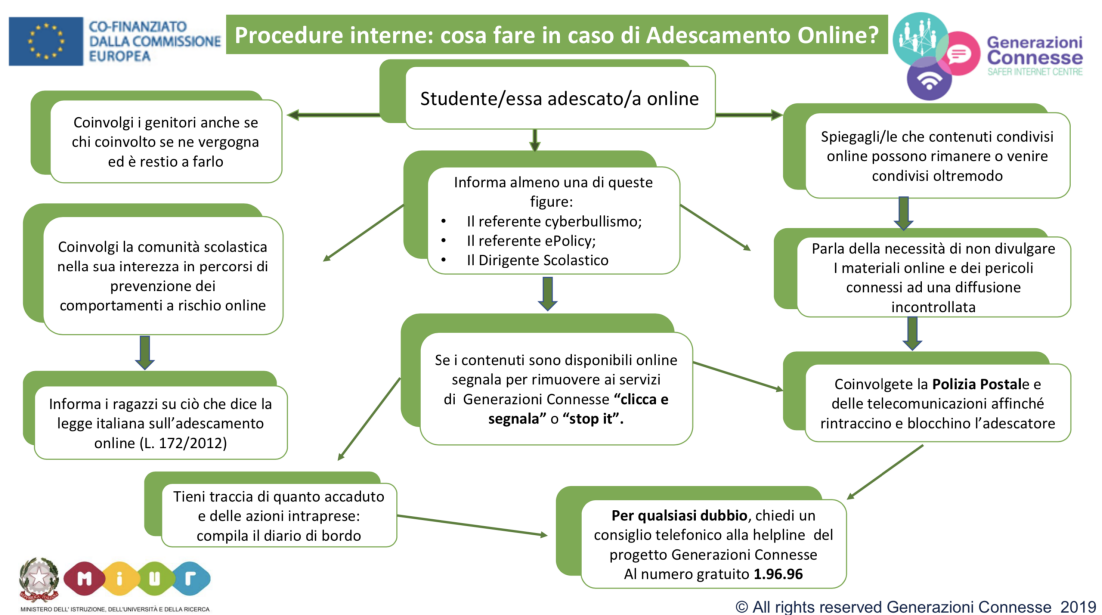 CO-FINANZIATO
DALLA COMMISSIONE
EUROPEA
Procedure interne: cosa fare in caso di Adescamento Online?
Generazioni
Connesse
SAFER INTERNET CENTRE
Studente/essa adescato/a online
Coinvolgi i genitori anche se
chi coinvolto se ne vergogna
ed è restio a farlo
Informa almeno una di queste
figure:
• Il referente cyberbullismo;
• Il referente ePolicy;
• Il Dirigente Scolastico
Spiegagli/le che contenuti condivisi
online possono rimanere o venire
condivisi oltremodo
Coinvolgi la comunità scolastica
nella sua interezza in percorsi di
prevenzione dei
comportamenti a rischio online
Parla della necessità di non divulgare
I materiali online e dei pericoli
connessi ad una diffusione
incontrollata
Se i contenuti sono disponibili online
segnala per rimuovere ai servizi
di Generazioni Connesse “clicca e
segnala” o “stop it”.
Informa i ragazzi su ciò che dice la
legge italiana sull’adescamento
online (L. 172/2012)
Coinvolgete la Polizia Postale e
delle telecomunicazioni affinché
rintraccino e blocchino l’adescatore
Tieni traccia di quanto accaduto
e delle azioni intraprese:
compila il diario di bordo
Per qualsiasi dubbio, chiedi un
consiglio telefonico alla helpline del
progetto Generazioni Connesse
Al numero gratuito 1.96.96
miur
MINISTERO DELL’ ISTRUZIONE, DELL’UNIVERSITÀ E DELLA RICERCA
© All rights reserved Generazioni Connesse 2019